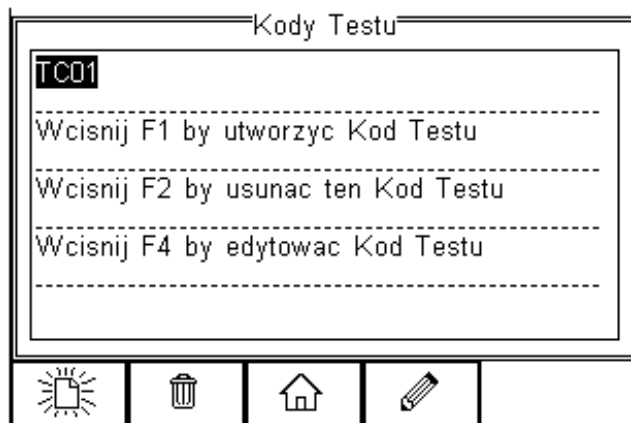 Kody Testu
TC01
Wcisnij F1 by utworzyc Kod Testu
Wcisnij F2 by usunac ten Kod Testu
Wcisnij F4 by edytowac Kod Testu